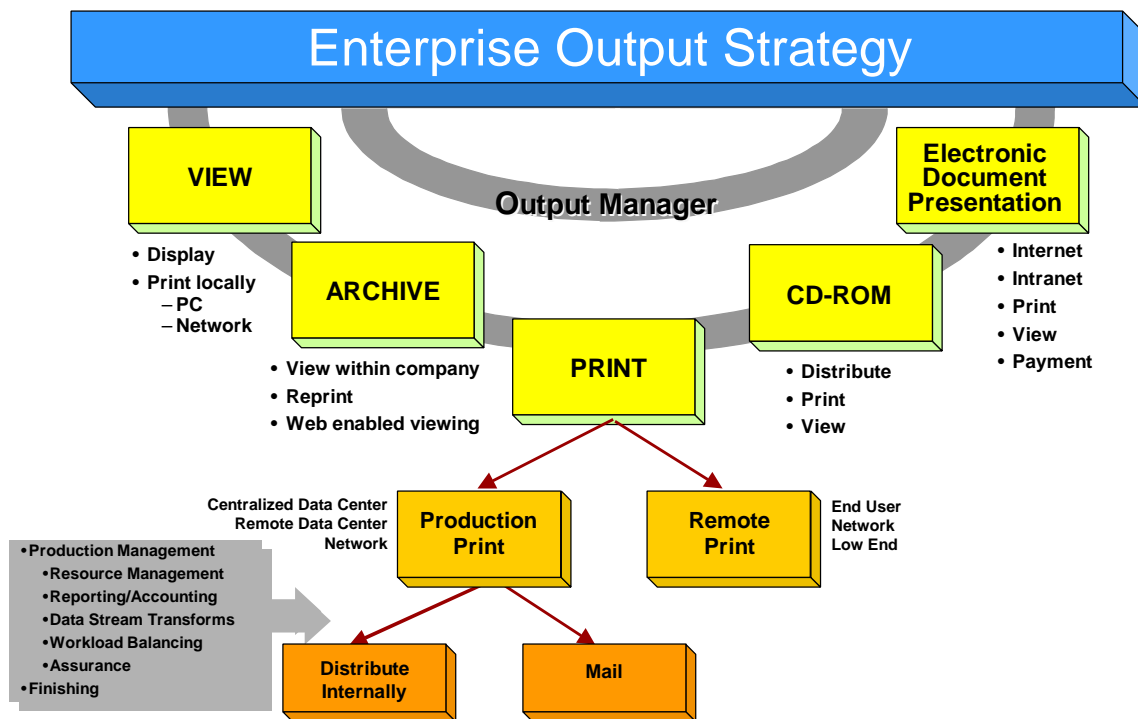 Enterprise Output Strategy
Output Manager
VIEW
• Display
• Print locally
– PC
– Network
ARCHIVE
• View within company
• Reprint
• Web enabled viewing
PRINT
CD-ROM
• Distribute
• Print
• View
Electronic
Document
Presentation
• Internet
• Intranet
• Print
• View
• Payment
Centralized Data Center
Remote Data Center
Network
Production
Print
Remote
Print
End User
Network
Low End
•Production Management
•Resource Management
•Reporting/Accounting
•Data Stream Transforms
•Workload Balancing
•Assurance
•Finishing
Distribute
Internally
Mail